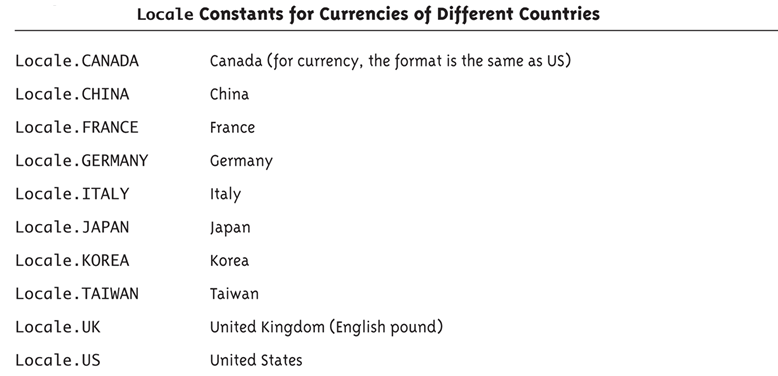 Locale Constants for Currencies of Different Countries
Locale.CANADA Canada (for currency, the format is the same as US)
Locale.CHINA China
Locale.FRANCE France
Locale.GERMANY Germany
Locale.ITALY Italy
Locale.JAPAN Japan
Locale.KOREA Korea
Locale.TAIWAN Taiwan
Locale.UK United Kingdom (English pound)
Locale.US United States